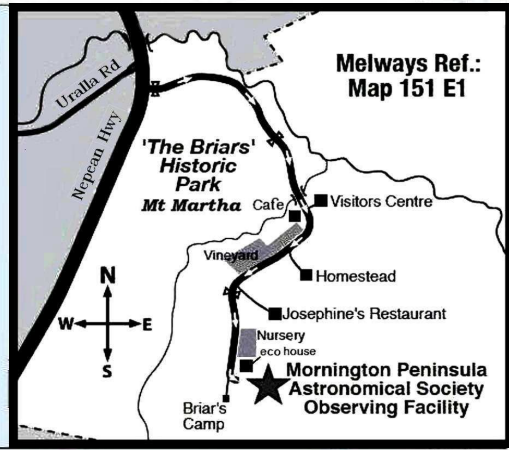 Melways Ref.:
Map 151 E1
Uralla Rd
Nepean Hwy
'The Briars'
Historic
Park
Mt Martha
Cafe
Visitors Centre
Vineyard
Homestead
N
W
E
S
Josephine's Restaurant
Nursery
eco house
Mornington Peninsula
Astronomical Society
Observing Facility
Briar's
Camp